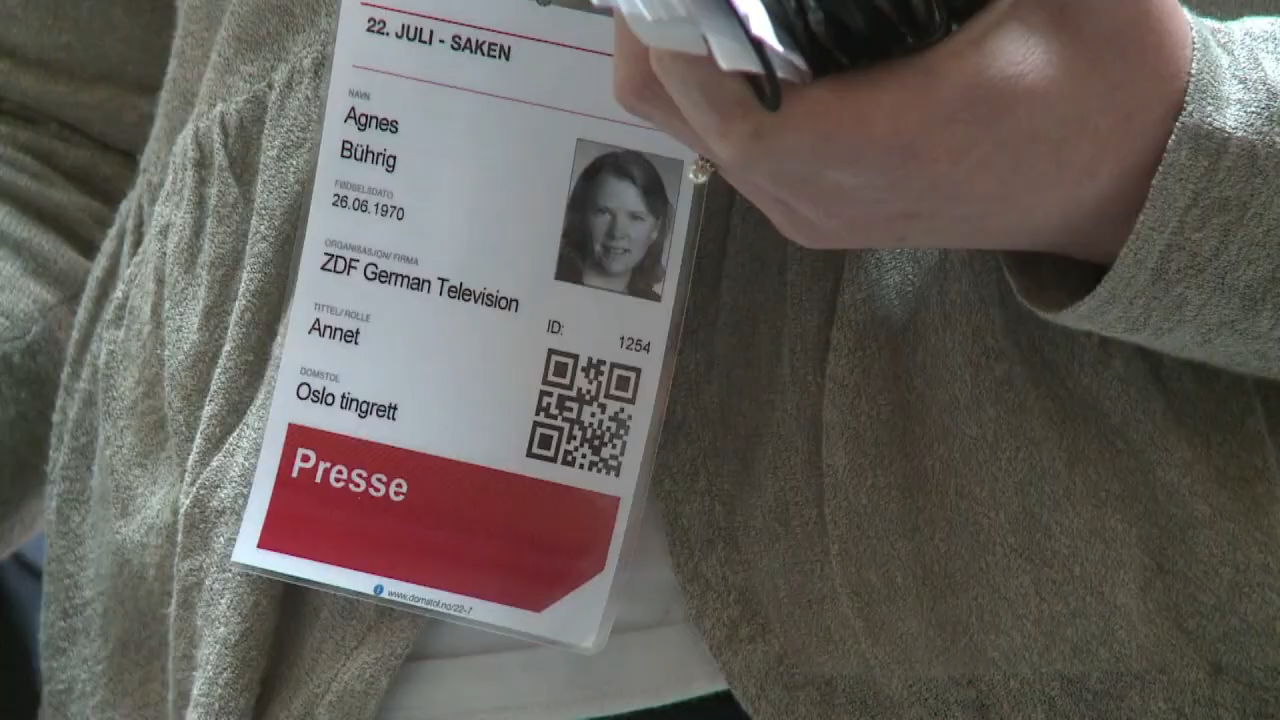 22. JULI - SAKEN
NAVN
Agnes
Bührig
FØDSELSDATO
26.06.1970
ORGANISASJON/ FIRMA
ZDF German Television
TITTEL/ ROLLE
Annet
DOMSTOL
Oslo tingrett
ID: 1254
Presse
www.domstol.no/22-7